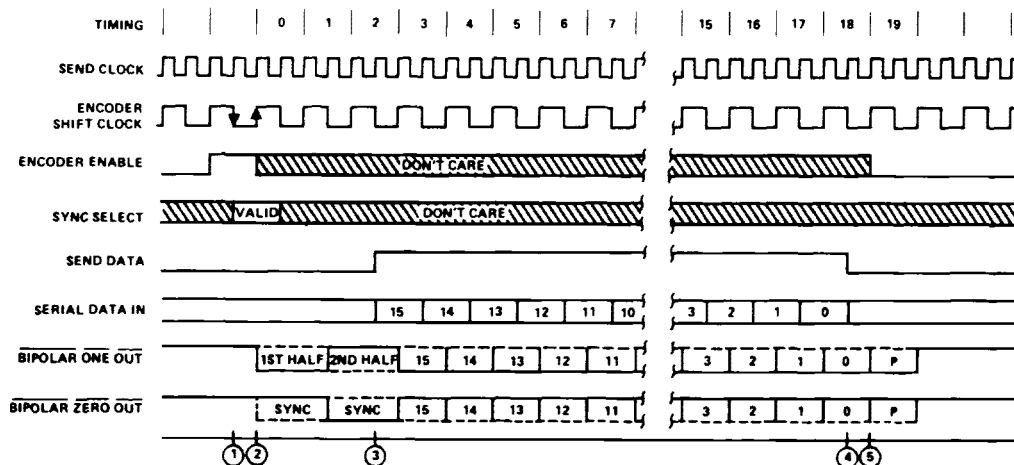 TIMING 0 1 2 3 4 5 6 7 15 16 17 18 19
SEND CLOCK
ENCODER
SHIFT CLOCK
ENCODER ENABLE DON'T CARE
SYNC SELECT VALID DON'T CARE
SEND DATA
SERIAL DATA IN 15 14 13 12 11 10 3 2 1 0
BIPOLAR ONE OUT 1ST HALF 2ND HALF 15 14 13 12 11 3 2 1 0 P
BIPOLAR ZERO OUT SYNC SYNC 15 14 13 12 11 3 2 1 0 P
1 2 3 4 5